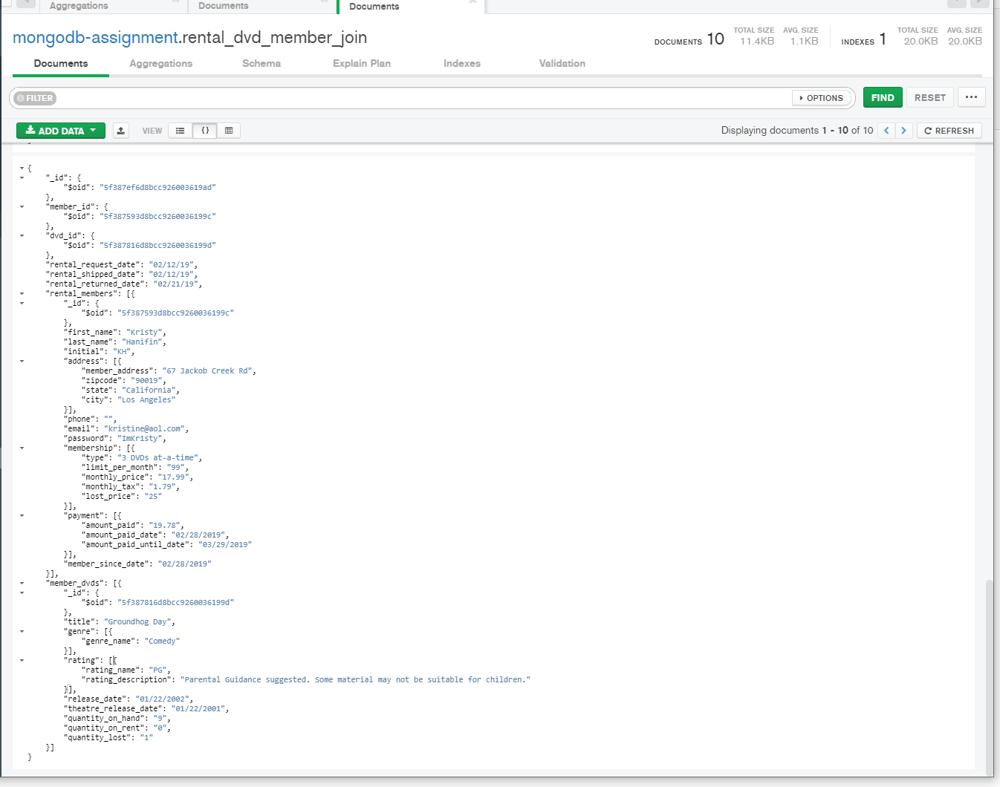 Aggregations
Documents
Documents
mongodb-assignment.rental_dvd_member_join
DOCUMENTS 10
TOTAL SIZE
11.4KB
AVG. SIZE
1.1KB
INDEXES 1
TOTAL SIZE
20.0KB
AVG. SIZE
20.0KB
Documents
Aggregations
Schema
Explain Plan
Indexes
Validation
FILTER
OPTIONS
FIND
RESET
ADD DATA
VIEW
Displaying documents 1 - 10 of 10
REFRESH
{
"_id": {
"$oid": "5f387ef6d8bcc926003619ad"
},
"member_id": {
"$oid": "5f387593d8bcc9260036199c"
},
"dvd_id": {
"$oid": "5f387816d8bcc9260036199d"
},
"rental_request_date": "02/12/19",
"rental_shipped_date": "02/12/19",
"rental_returned_date": "02/21/19",
"rental_members": [{
"_id": {
"$oid": "5f387593d8bcc9260036199c"
},
"first_name": "Kristy",
"last_name": "Hanifin",
"initial": "KH",
"address": [{
"member_address": "67 Jackob Creek Rd",
"zipcode": "90019",
"state": "California",
"city": "Los Angeles"
}],
"phone": "",
"email": "kristine@aol.com",
"password": "ImKr1sty",
"membership": [{
"type": "3 DVDs at-a-time",
"limit_per_month": "99",
"monthly_price": "17.99",
"monthly_tax": "1.79",
"lost_price": "25"
}],
"payment": [{
"amount_paid": "19.78",
"amount_paid_date": "02/28/2019",
"amount_paid_until_date": "03/29/2019"
}],
"member_since_date": "02/28/2019"
}],
"member_dvds": [{
"_id": {
"$oid": "5f387816d8bcc9260036199d"
},
"title": "Groundhog Day",
"genre": [{
"genre_name": "Comedy"
}],
"rating": [{
"rating_name": "PG",
"rating_description": "Parental Guidance suggested. Some material may not be suitable for children."
}],
"release_date": "01/22/2002",
"theatre_release_date": "01/22/2001",
"quantity_on_hand": "9",
"quantity_on_rent": "0",
"quantity_lost": "1"
}]
}